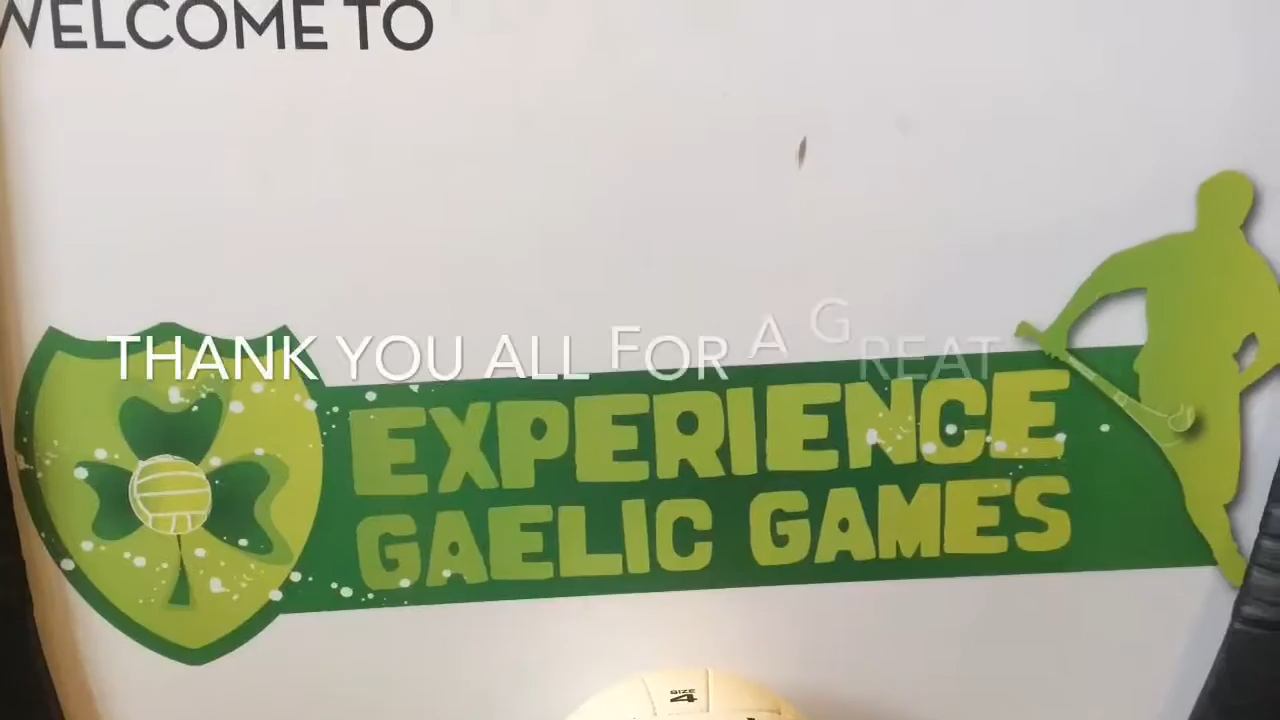 WELCOME TO
THANK YOU ALL FOR A GREAT
EXPERIENCE
GAELIC GAMES
SIZE
4